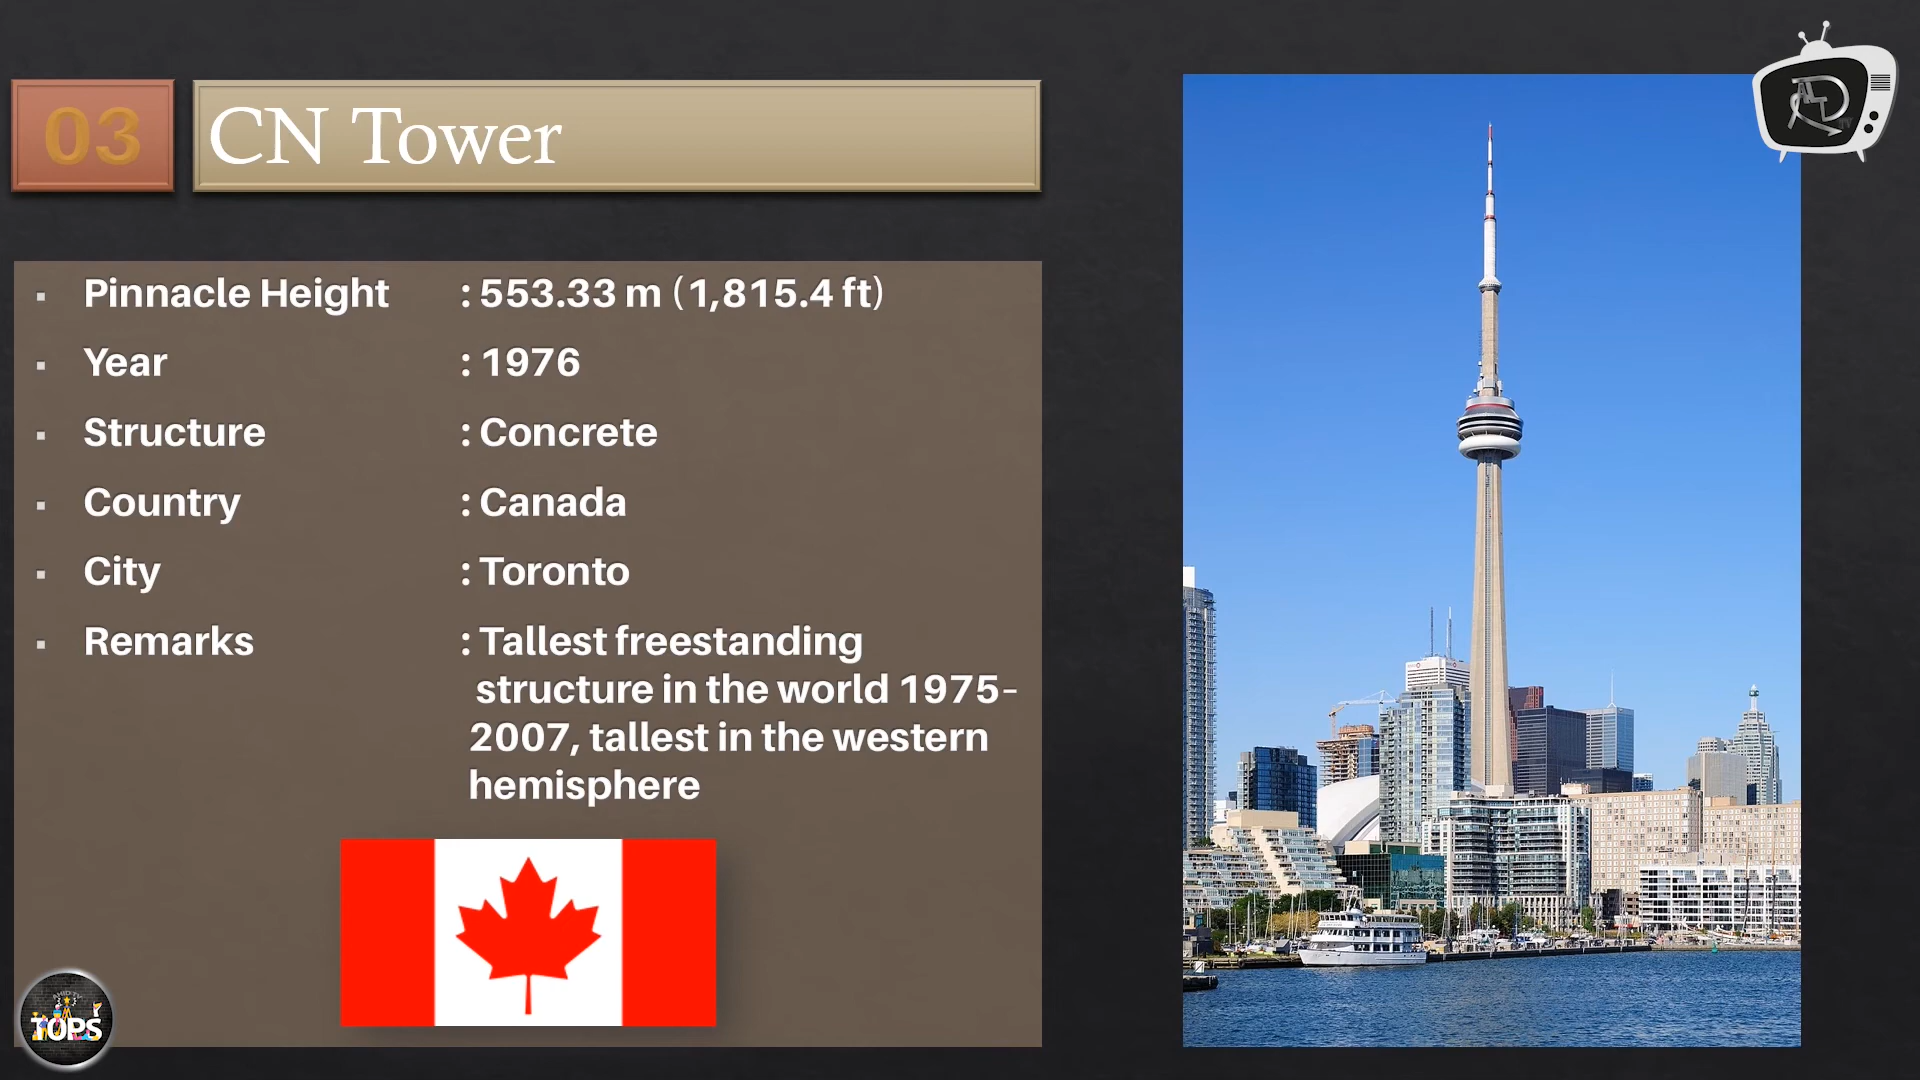 03
CN Tower
▪ Pinnacle Height : 553.33 m (1,815.4 ft)
▪ Year : 1976
▪ Structure : Concrete
▪ Country : Canada
▪ City : Toronto
▪ Remarks : Tallest freestanding
structure in the world 1975–
2007, tallest in the western
hemisphere
TOPS